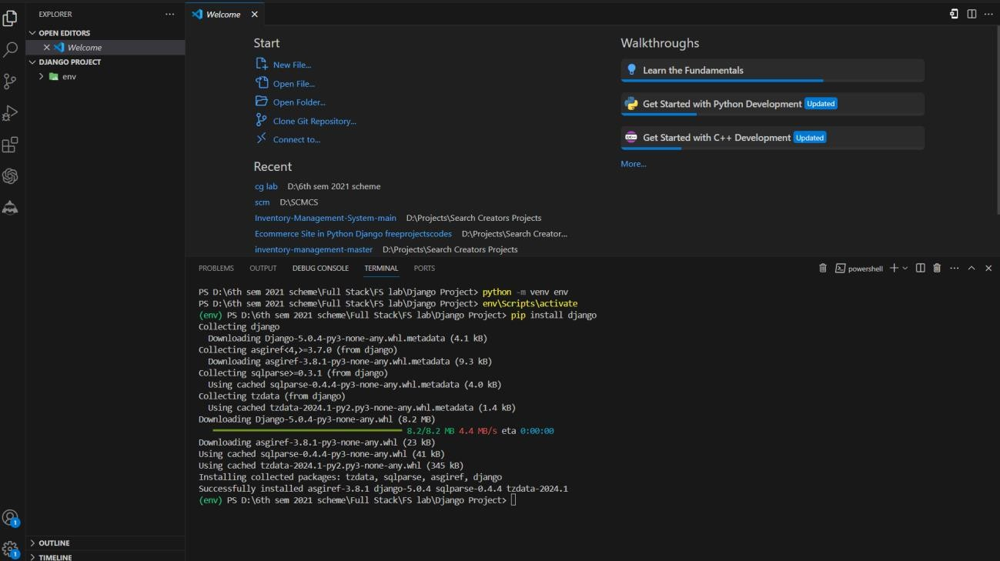 EXPLORER
OPEN EDITORS
Welcome
DJANGO PROJECT
env
OUTLINE
TIMELINE
1
1
Welcome
Start
New File...
Open File...
Open Folder...
Clone Git Repository...
Connect to...
Recent
cg lab D:\6th sem 2021 scheme
scm D:\SCMCS
Inventory-Management-System-main D:\Projects\Search Creators Projects
Ecommerce Site in Python Django freeprojectscodes D:\Projects\Search Creator...
inventory-management-master D:\Projects\Search Creators Projects
Walkthroughs
Learn the Fundamentals
Get Started with Python Development Updated
C/C++ Get Started with C++ Development Updated
More...
PROBLEMS OUTPUT DEBUG CONSOLE TERMINAL PORTS powershell
PS D:\6th sem 2021 scheme\Full Stack\FS lab\Django Project> python -m venv env
PS D:\6th sem 2021 scheme\Full Stack\FS lab\Django Project> env\Scripts\activate
(env) PS D:\6th sem 2021 scheme\Full Stack\FS lab\Django Project> pip install django
Collecting django
Downloading Django-5.0.4-py3-none-any.whl.metadata (4.1 kB)
Collecting asgiref<4,>=3.7.0 (from django)
Downloading asgiref-3.8.1-py3-none-any.whl.metadata (9.3 kB)
Collecting sqlparse>=0.3.1 (from django)
Using cached sqlparse-0.4.4-py3-none-any.whl.metadata (4.0 kB)
Collecting tzdata (from django)
Using cached tzdata-2024.1-py2.py3-none-any.whl.metadata (1.4 kB)
Downloading Django-5.0.4-py3-none-any.whl (8.2 MB)
8.2/8.2 MB 4.4 MB/s eta 0:00:00
Downloading asgiref-3.8.1-py3-none-any.whl (23 kB)
Using cached sqlparse-0.4.4-py3-none-any.whl (41 kB)
Using cached tzdata-2024.1-py2.py3-none-any.whl (345 kB)
Installing collected packages: tzdata, sqlparse, asgiref, django
Successfully installed asgiref-3.8.1 django-5.0.4 sqlparse-0.4.4 tzdata-2024.1
(env) PS D:\6th sem 2021 scheme\Full Stack\FS lab\Django Project>